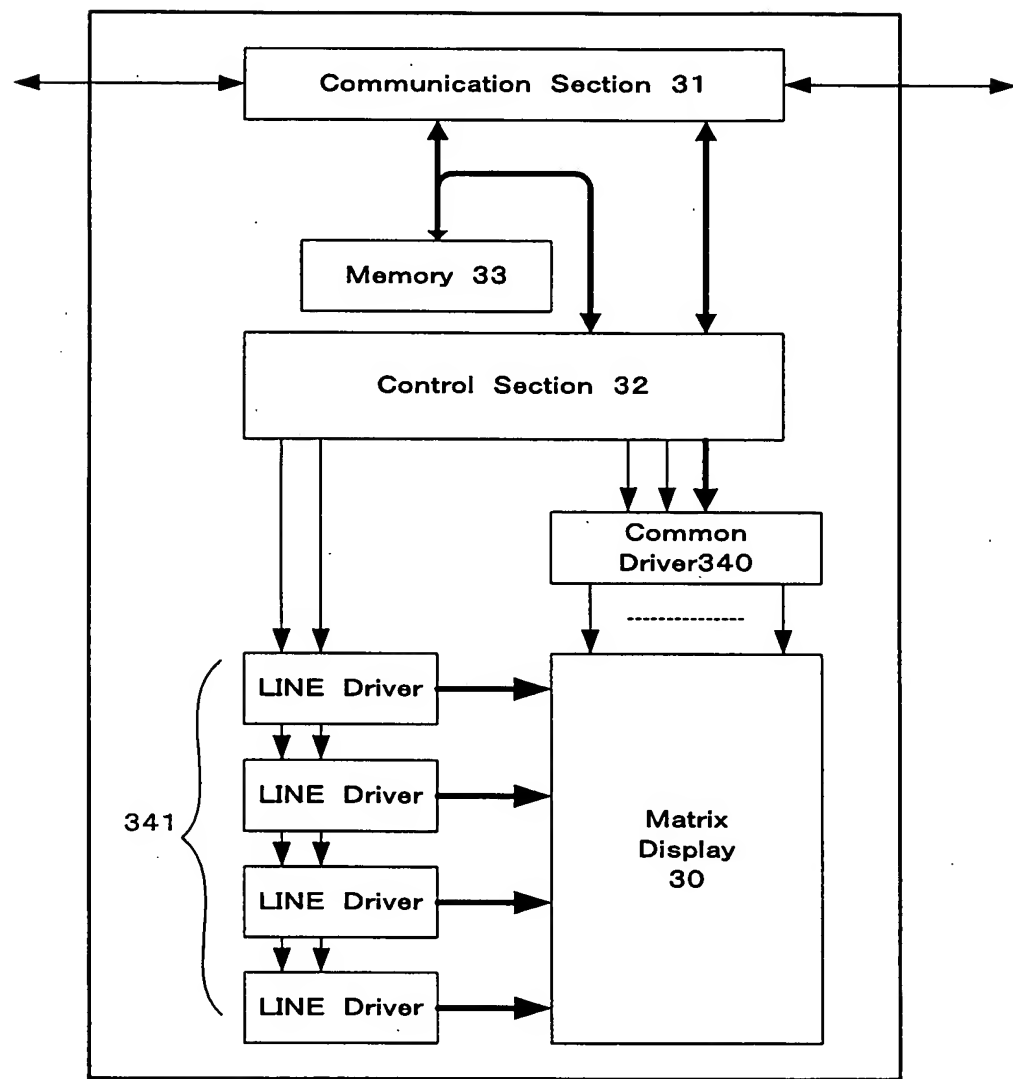 Communication Section 31
Memory 33
Control Section 32
Common
Driver340
LINE Driver
LINE Driver
341
LINE Driver
LINE Driver
Matrix
Display
30